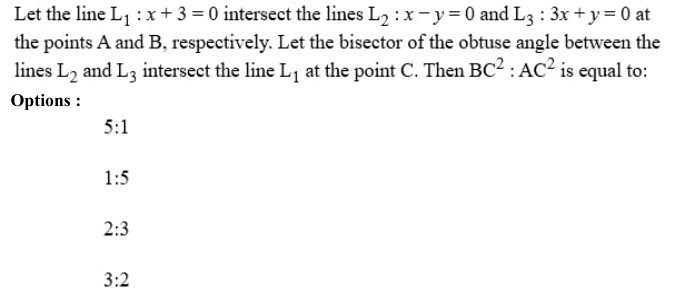 Let the line L₁ : x + 3 = 0 intersect the lines L₂ : x − y = 0 and L₃ : 3x + y = 0 at
the points A and B, respectively. Let the bisector of the obtuse angle between the
lines L₂ and L₃ intersect the line L₁ at the point C. Then BC² : AC² is equal to:
Options :
5:1
1:5
2:3
3:2